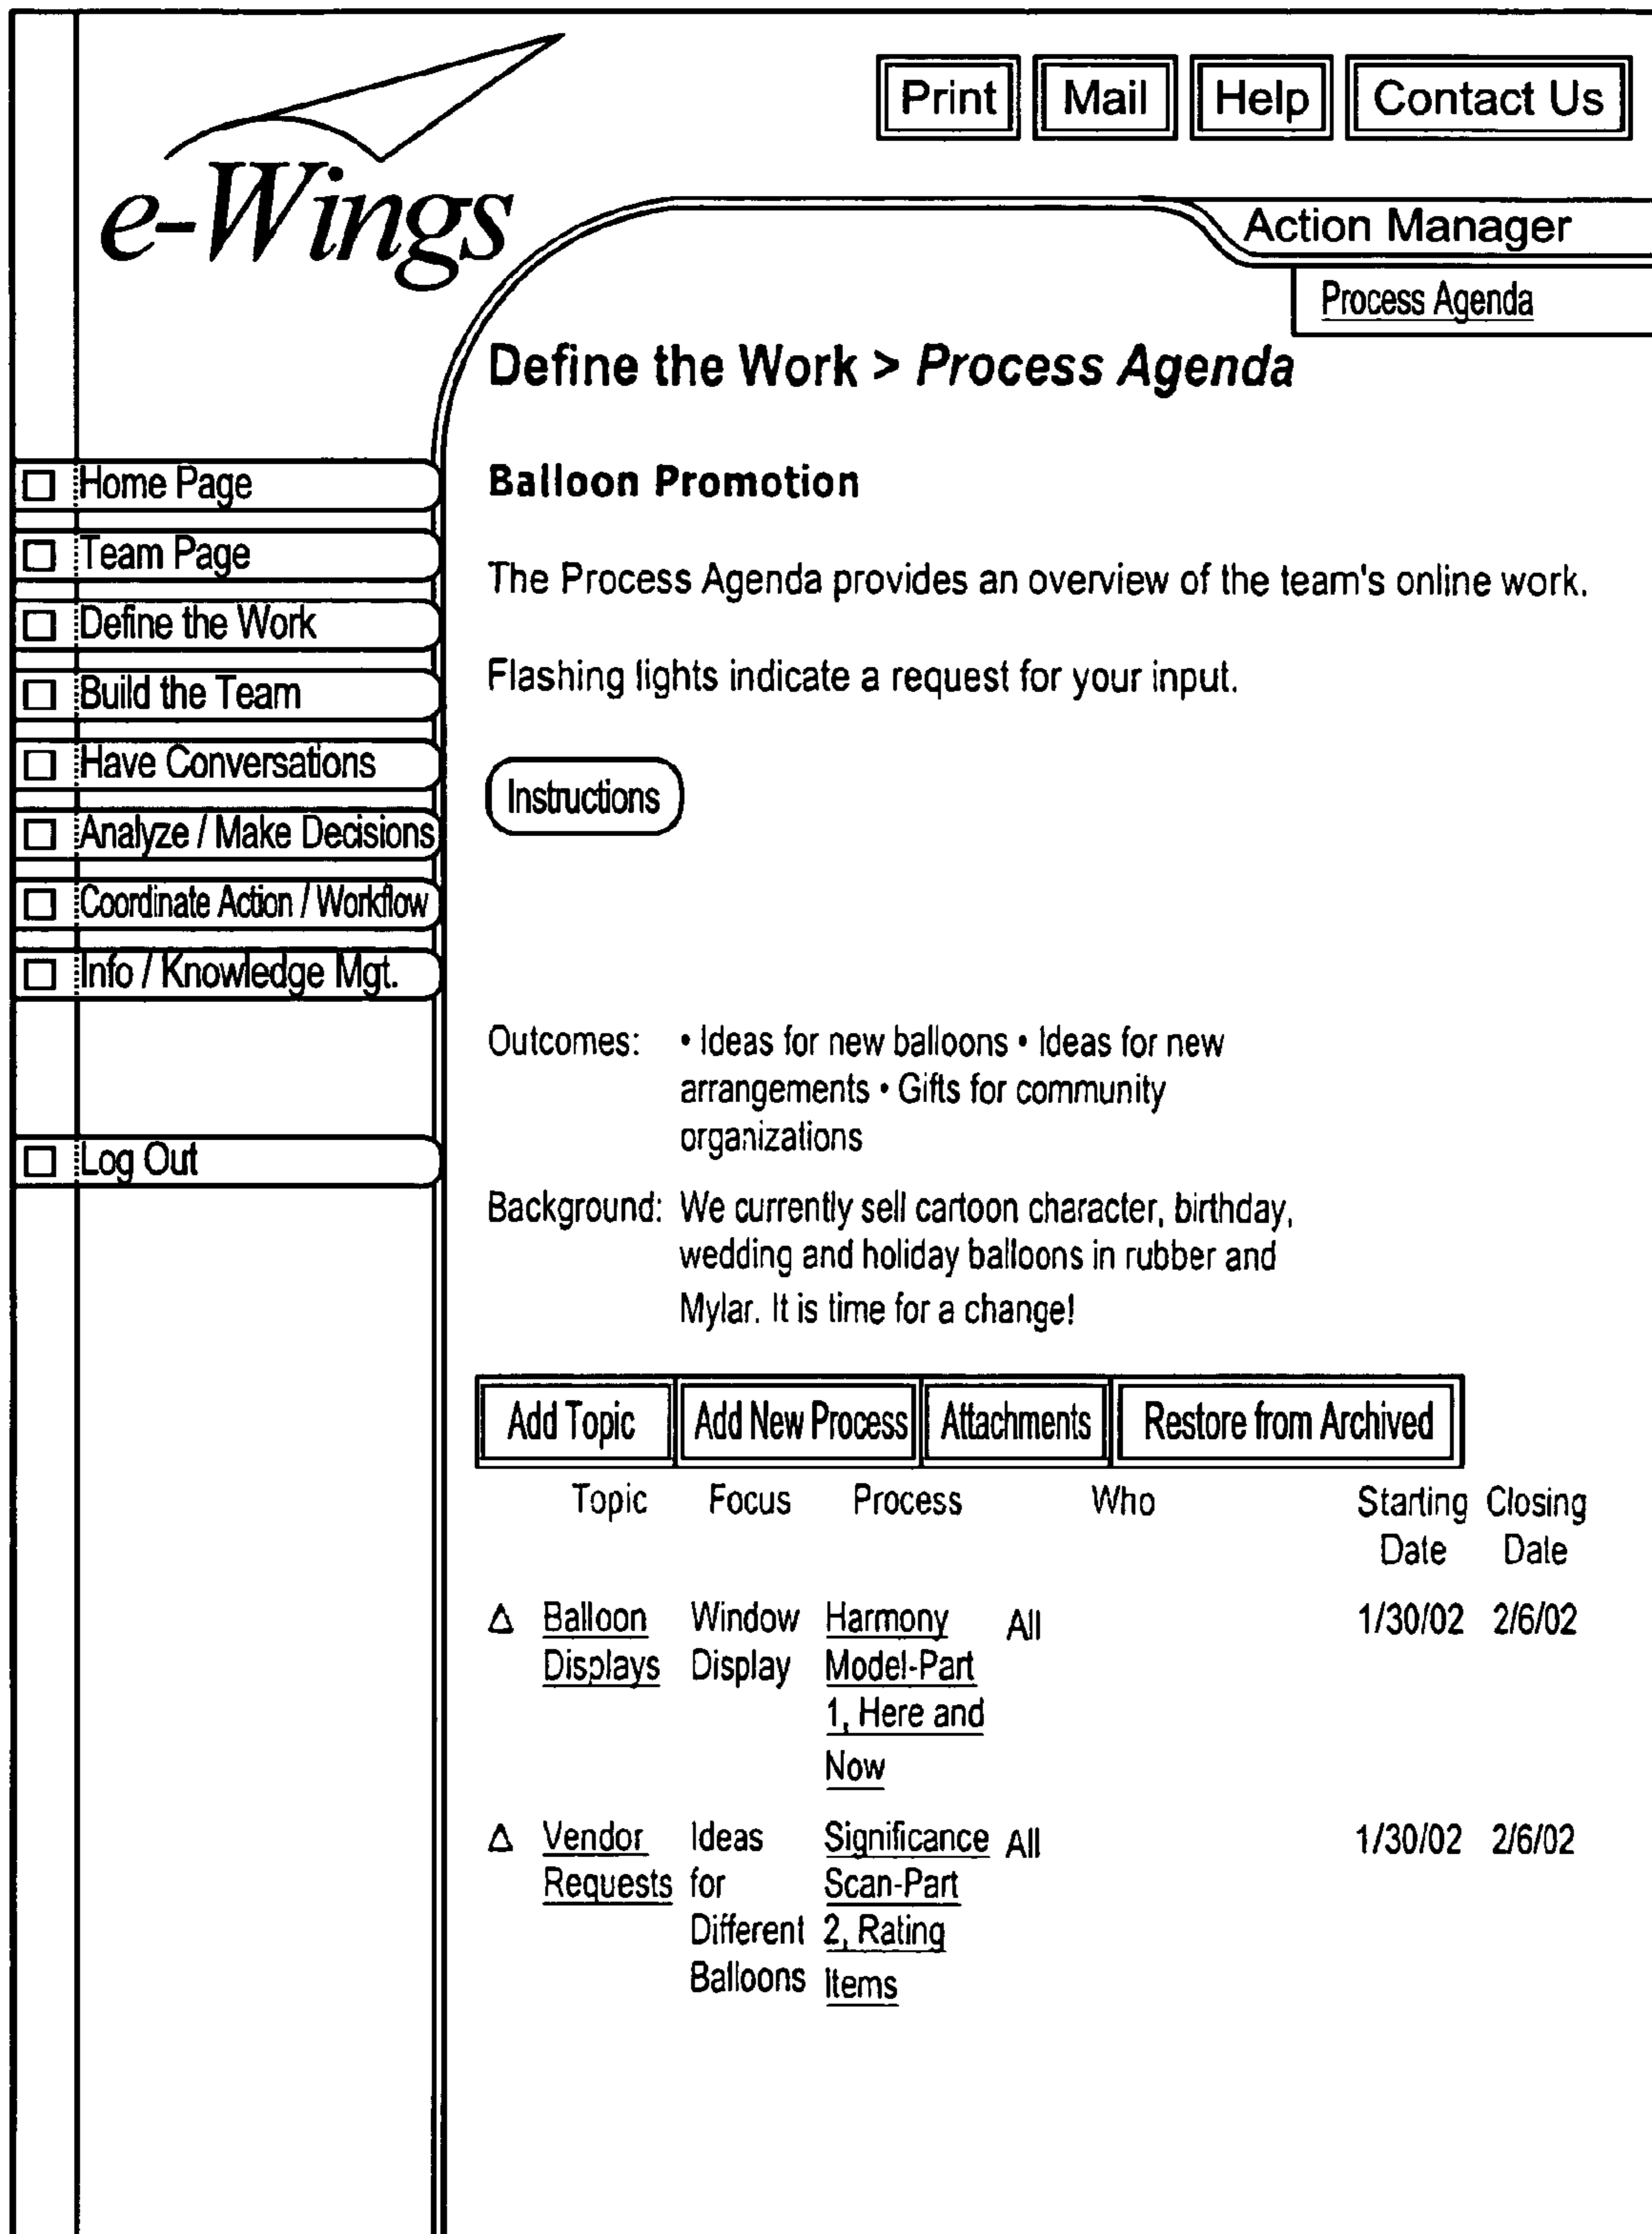 Print Mail Help Contact Us
e-Wings
Action Manager
Process Agenda
Define the Work > Process Agenda
Home Page
Team Page
Define the Work
Build the Team
Have Conversations
Analyze / Make Decisions
Coordinate Action / Workflow
Info / Knowledge Mgt.
Log Out
Balloon Promotion
The Process Agenda provides an overview of the team's online work.
Flashing lights indicate a request for your input.
Instructions
Outcomes: • Ideas for new balloons • Ideas for new
arrangements • Gifts for community
organizations
Background: We currently sell cartoon character, birthday,
wedding and holiday balloons in rubber and
Mylar. It is time for a change!
Add Topic Add New Process Attachments Restore from Archived
Topic Focus Process Who Starting Closing
Date Date
Δ Balloon Window Harmony All 1/30/02 2/6/02
Displays Display Model-Part
1, Here and
Now
Δ Vendor Ideas Significance All 1/30/02 2/6/02
Requests for Scan-Part
Different 2, Rating
Balloons Items